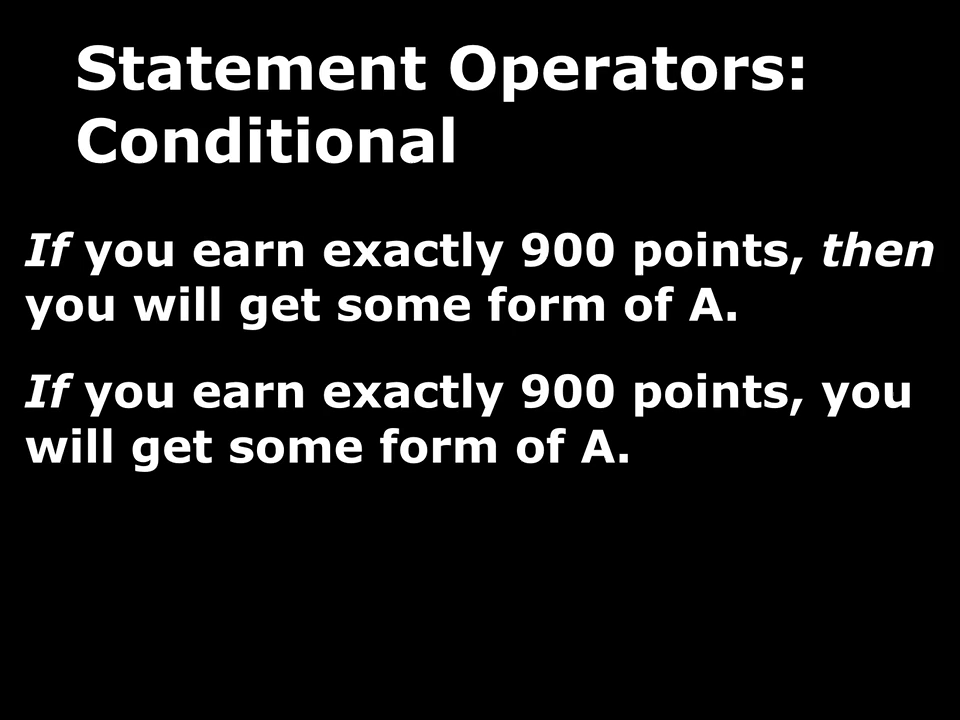 Statement Operators:
Conditional
If you earn exactly 900 points, then
you will get some form of A.
If you earn exactly 900 points, you
will get some form of A.